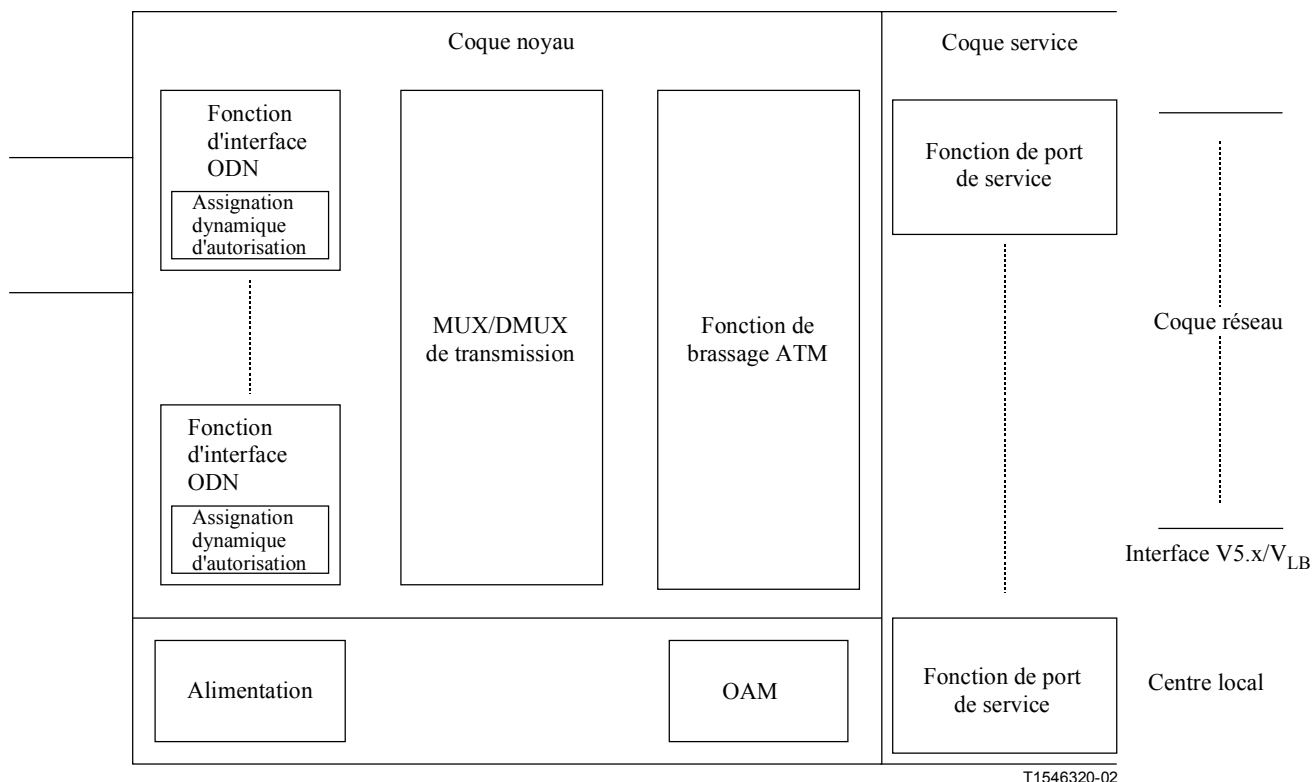 Coque noyau
Coque service
Fonction
d'interface
ODN
Assignation
dynamique
d'autorisation
MUX/DMUX
de transmission
Fonction de
brassage ATM
Fonction de port
de service
Coque réseau
Fonction
d'interface
ODN
Assignation
dynamique
d'autorisation
Interface V5.x/V_LB
Alimentation
OAM
Fonction de port
de service
Centre local
T1546320-02